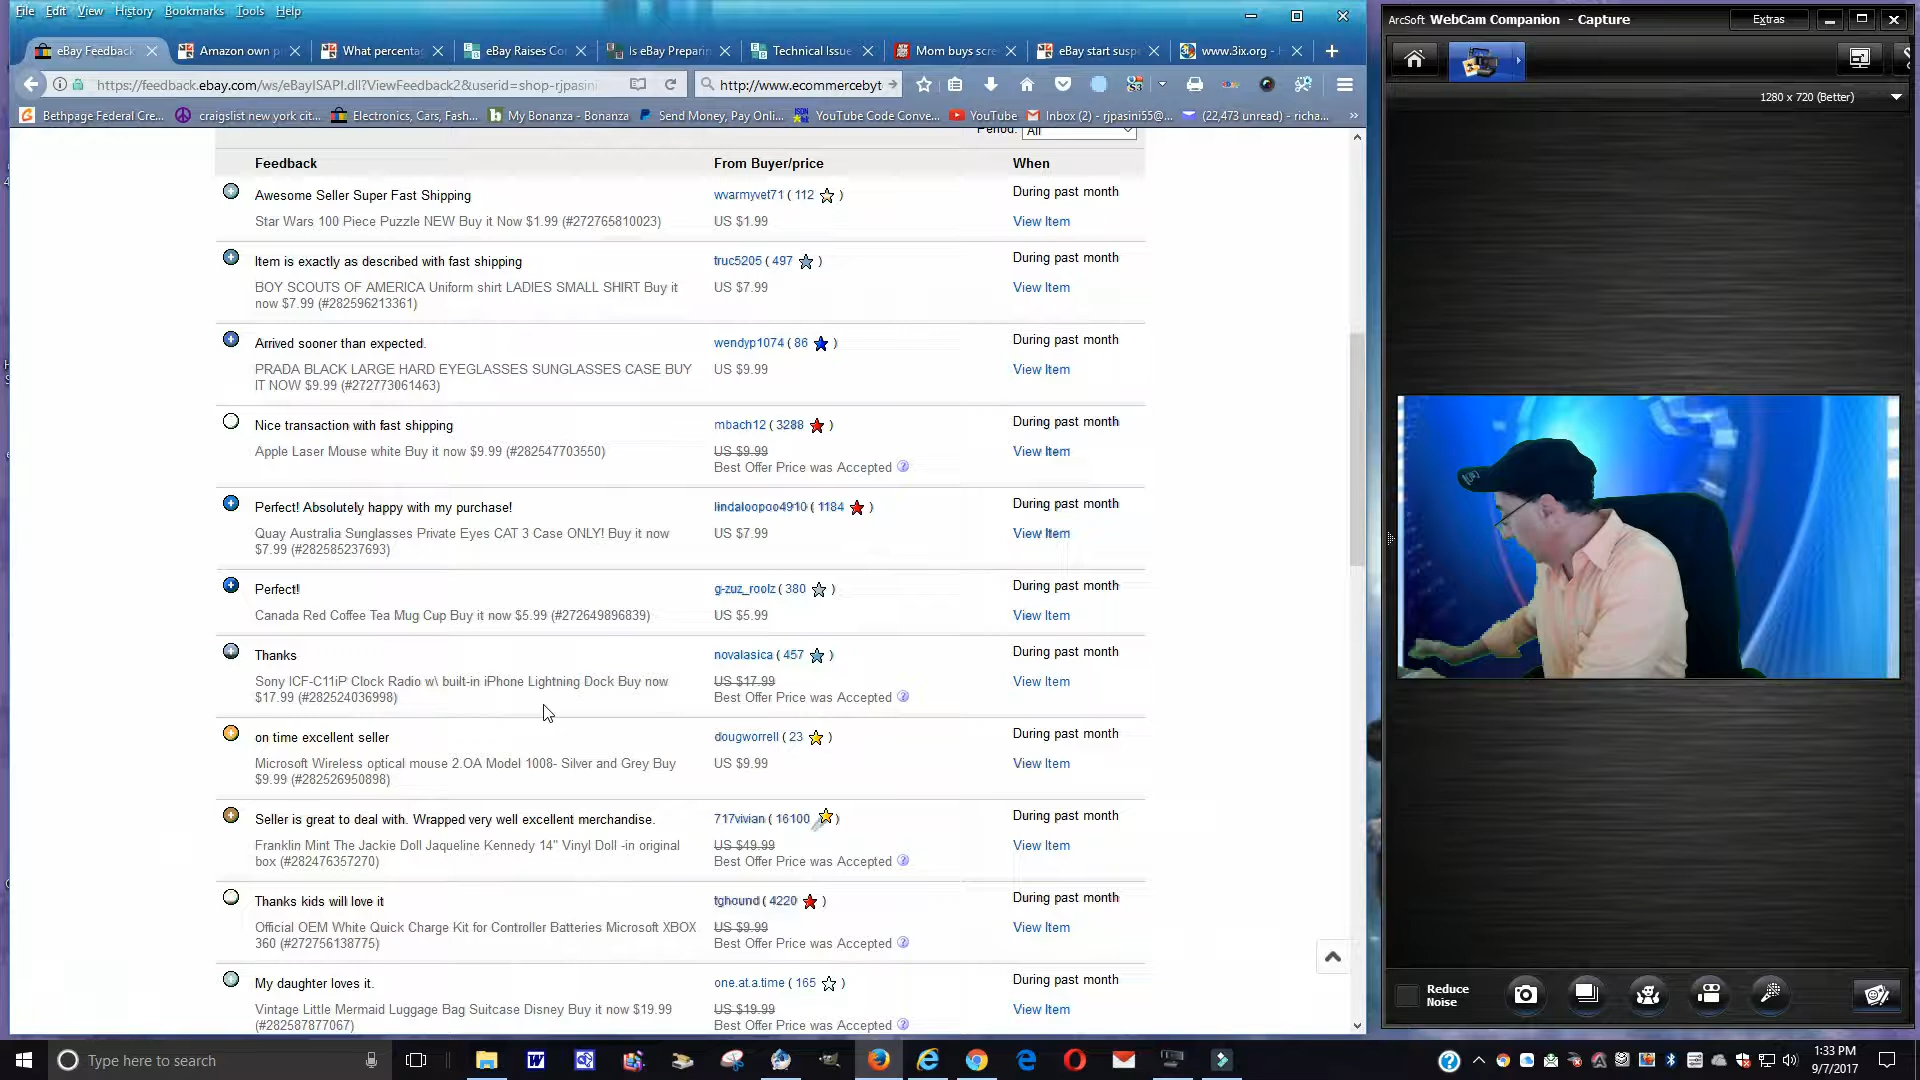 File Edit View History Bookmarks Tools Help
ArcSoft WebCam Companion - Capture
Extras
eBay Feedback
Amazon own p
What percenta
eBay Raises Co
Is eBay Preparin
Technical Issue
Mom buys scre
eBay start susp
www.3ix.org - H
https://feedback.ebay.com/ws/eBayISAPI.dll?ViewFeedback2&userid=shop-rjpasini
http://www.ecommercebyt
1280 x 720 (Better)
Bethpage Federal Cre...
craigslist new york cit...
Electronics, Cars, Fash...
My Bonanza - Bonanza
Send Money, Pay Onli...
YouTube Code Conve...
YouTube
Inbox (2) - rjpasini55@...
(22,473 unread) - richa...
Period: All
Feedback From Buyer/price When
Awesome Seller Super Fast Shipping wvarmyvet71 ( 112 ) During past month
Star Wars 100 Piece Puzzle NEW Buy it Now $1.99 (#272765810023) US $1.99 View Item
Item is exactly as described with fast shipping truc5205 ( 497 ) During past month
BOY SCOUTS OF AMERICA Uniform shirt LADIES SMALL SHIRT Buy it US $7.99 View Item
now $7.99 (#282596213361)
Arrived sooner than expected. wendyp1074 ( 86 ) During past month
PRADA BLACK LARGE HARD EYEGLASSES SUNGLASSES CASE BUY US $9.99 View Item
IT NOW $9.99 (#272773061463)
Nice transaction with fast shipping mbach12 ( 3288 ) During past month
Apple Laser Mouse white Buy it now $9.99 (#282547703550) US $9.99 View Item
Best Offer Price was Accepted
Perfect! Absolutely happy with my purchase! lindaloopoo4910 ( 1184 ) During past month
Quay Australia Sunglasses Private Eyes CAT 3 Case ONLY! Buy it now US $7.99 View Item
$7.99 (#282585237693)
Perfect! g-zuz_roolz ( 380 ) During past month
Canada Red Coffee Tea Mug Cup Buy it now $5.99 (#272649896839) US $5.99 View Item
Thanks novalasica ( 457 ) During past month
Sony ICF-C11iP Clock Radio w\ built-in iPhone Lightning Dock Buy now US $17.99 View Item
$17.99 (#282524036998) Best Offer Price was Accepted
on time excellent seller dougworrell ( 23 ) During past month
Microsoft Wireless optical mouse 2.OA Model 1008- Silver and Grey Buy US $9.99 View Item
$9.99 (#282526950898)
Seller is great to deal with. Wrapped very well excellent merchandise. 717vivian ( 16100 ) During past month
Franklin Mint The Jackie Doll Jaqueline Kennedy 14" Vinyl Doll -in original US $49.99 View Item
box (#282476357270) Best Offer Price was Accepted
Thanks kids will love it tghound ( 4220 ) During past month
Official OEM White Quick Charge Kit for Controller Batteries Microsoft XBOX US $9.99 View Item
360 (#272756138775) Best Offer Price was Accepted
My daughter loves it. one.at.a.time ( 165 ) During past month
Vintage Little Mermaid Luggage Bag Suitcase Disney Buy it now $19.99 US $19.99 View Item
(#282587877067) Best Offer Price was Accepted
Reduce
Noise
Type here to search
1:33 PM
9/7/2017